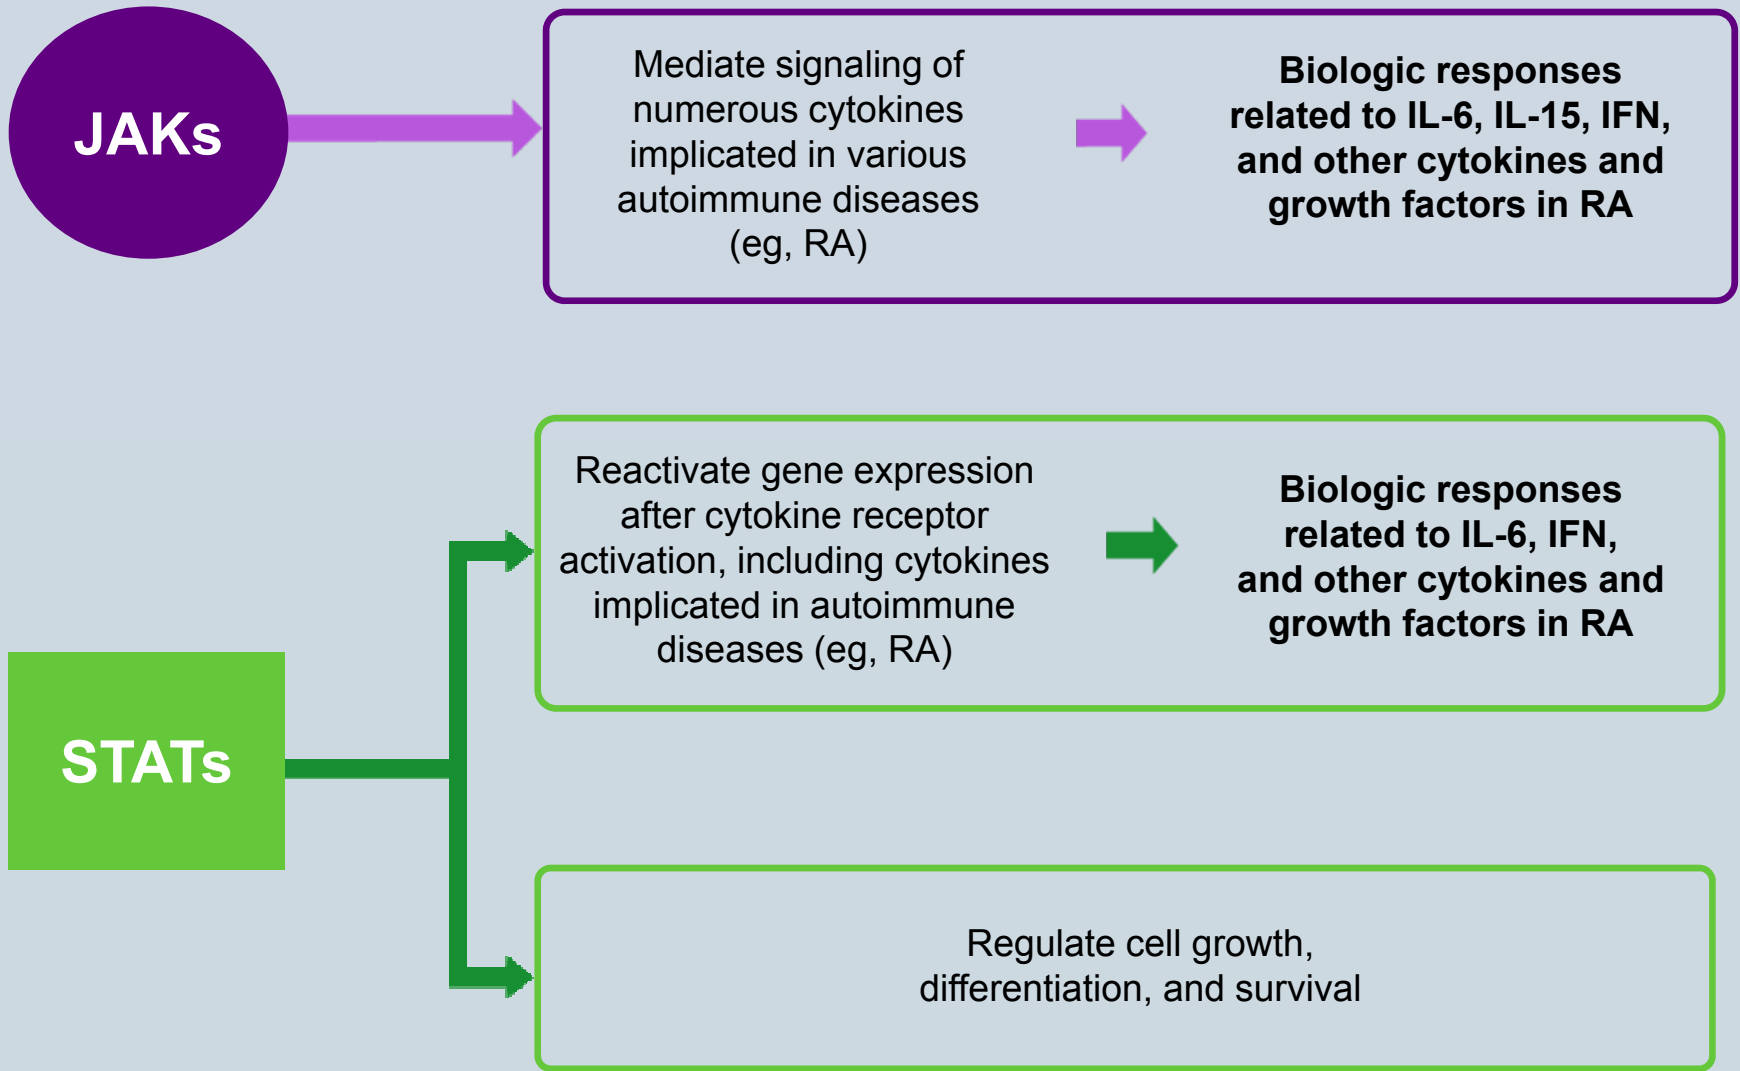 JAKs
Mediate signaling of
numerous cytokines
implicated in various
autoimmune diseases
(eg, RA)
Biologic responses
related to IL-6, IL-15, IFN,
and other cytokines and
growth factors in RA
STATs
Reactivate gene expression
after cytokine receptor
activation, including cytokines
implicated in autoimmune
diseases (eg, RA)
Biologic responses
related to IL-6, IFN,
and other cytokines and
growth factors in RA
Regulate cell growth,
differentiation, and survival